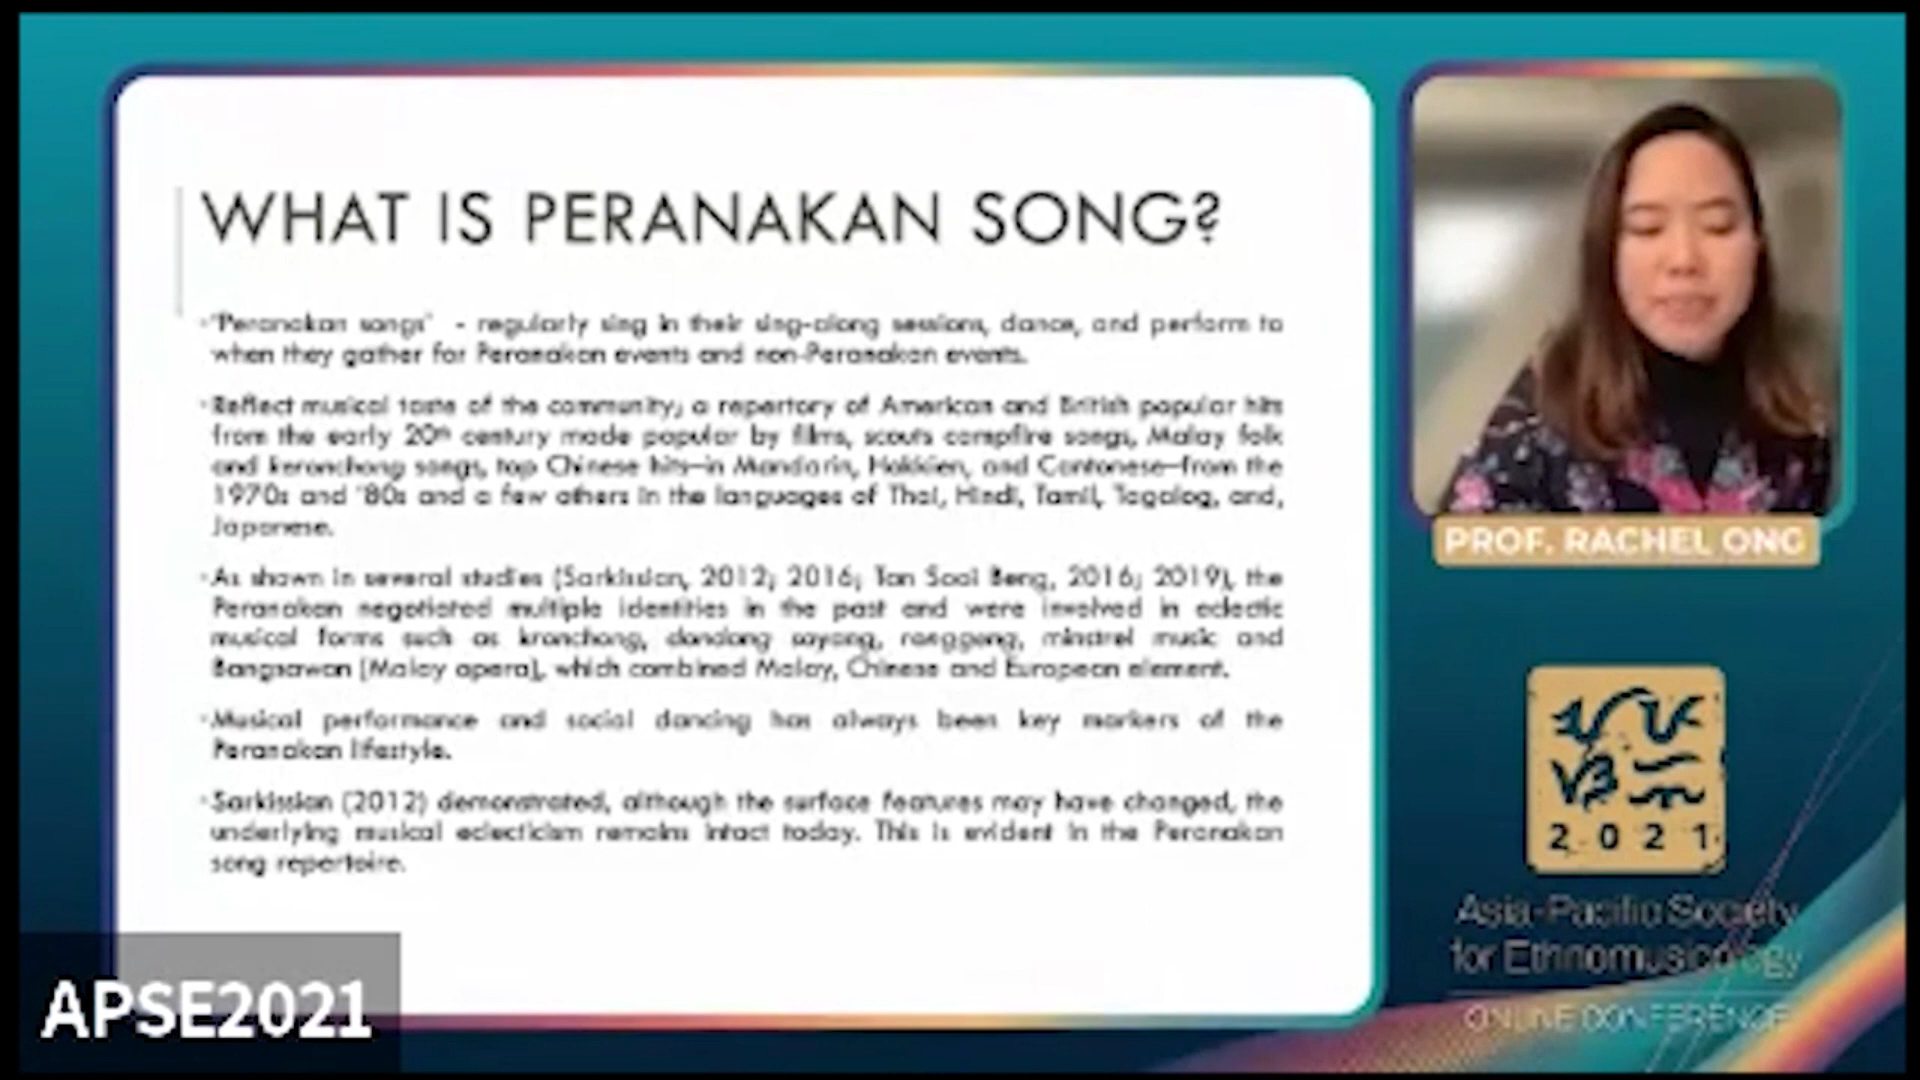 WHAT IS PERANAKAN SONG?
"Peranakan songs" - regularly sing in their sing-along sessions, dance, and perform to
when they gather for Peranakan events and non-Peranakan events.
Reflect musical taste of the community; a repertory of American and British popular hits
from the early 20th century made popular by films, scouts campfire songs, Malay folk
and keronchong songs, top Chinese hits—in Mandarin, Hokkien, and Cantonese—from the
1970s and '80s and a few others in the languages of Thai, Hindi, Tamil, Tagalog, and,
Japanese.
As shown in several studies (Sarkissian, 2012; 2016; Tan Sooi Beng, 2016; 2019), the
Peranakan negotiated multiple identities in the past and were involved in eclectic
musical forms such as kronchong, dondang sayang, ronggeng, minstrel music and
Bangsawan (Malay opera), which combined Malay, Chinese and European element.
Musical performance and social dancing has always been key markers of the
Peranakan lifestyle.
Sarkissian (2012) demonstrated, although the surface features may have changed, the
underlying musical eclecticism remains intact today. This is evident in the Peranakan
song repertoire.
PROF. RACHEL ONG
2021
Asia-Pacific Society
for Ethnomusicology
ONLINE CONFERENCE
APSE2021